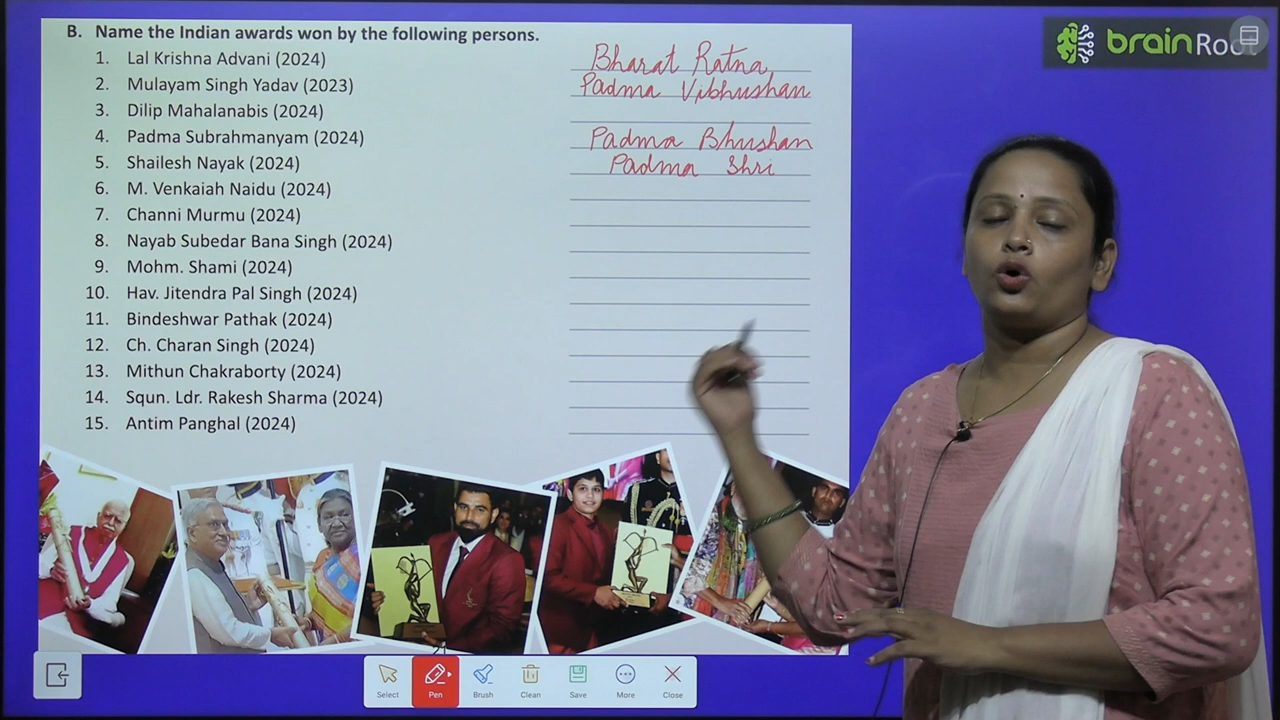 B. Name the Indian awards won by the following persons.
1. Lal Krishna Advani (2024) Bharat Ratna
2. Mulayam Singh Yadav (2023) Padma Vibhushan
3. Dilip Mahalanabis (2024)
4. Padma Subrahmanyam (2024) Padma Bhushan
5. Shailesh Nayak (2024) Padma Shri
6. M. Venkaiah Naidu (2024)
7. Channi Murmu (2024)
8. Nayab Subedar Bana Singh (2024)
9. Mohm. Shami (2024)
10. Hav. Jitendra Pal Singh (2024)
11. Bindeshwar Pathak (2024)
12. Ch. Charan Singh (2024)
13. Mithun Chakraborty (2024)
14. Squn. Ldr. Rakesh Sharma (2024)
15. Antim Panghal (2024)
brainRoot
Select Pen Brush Clean Save More Close